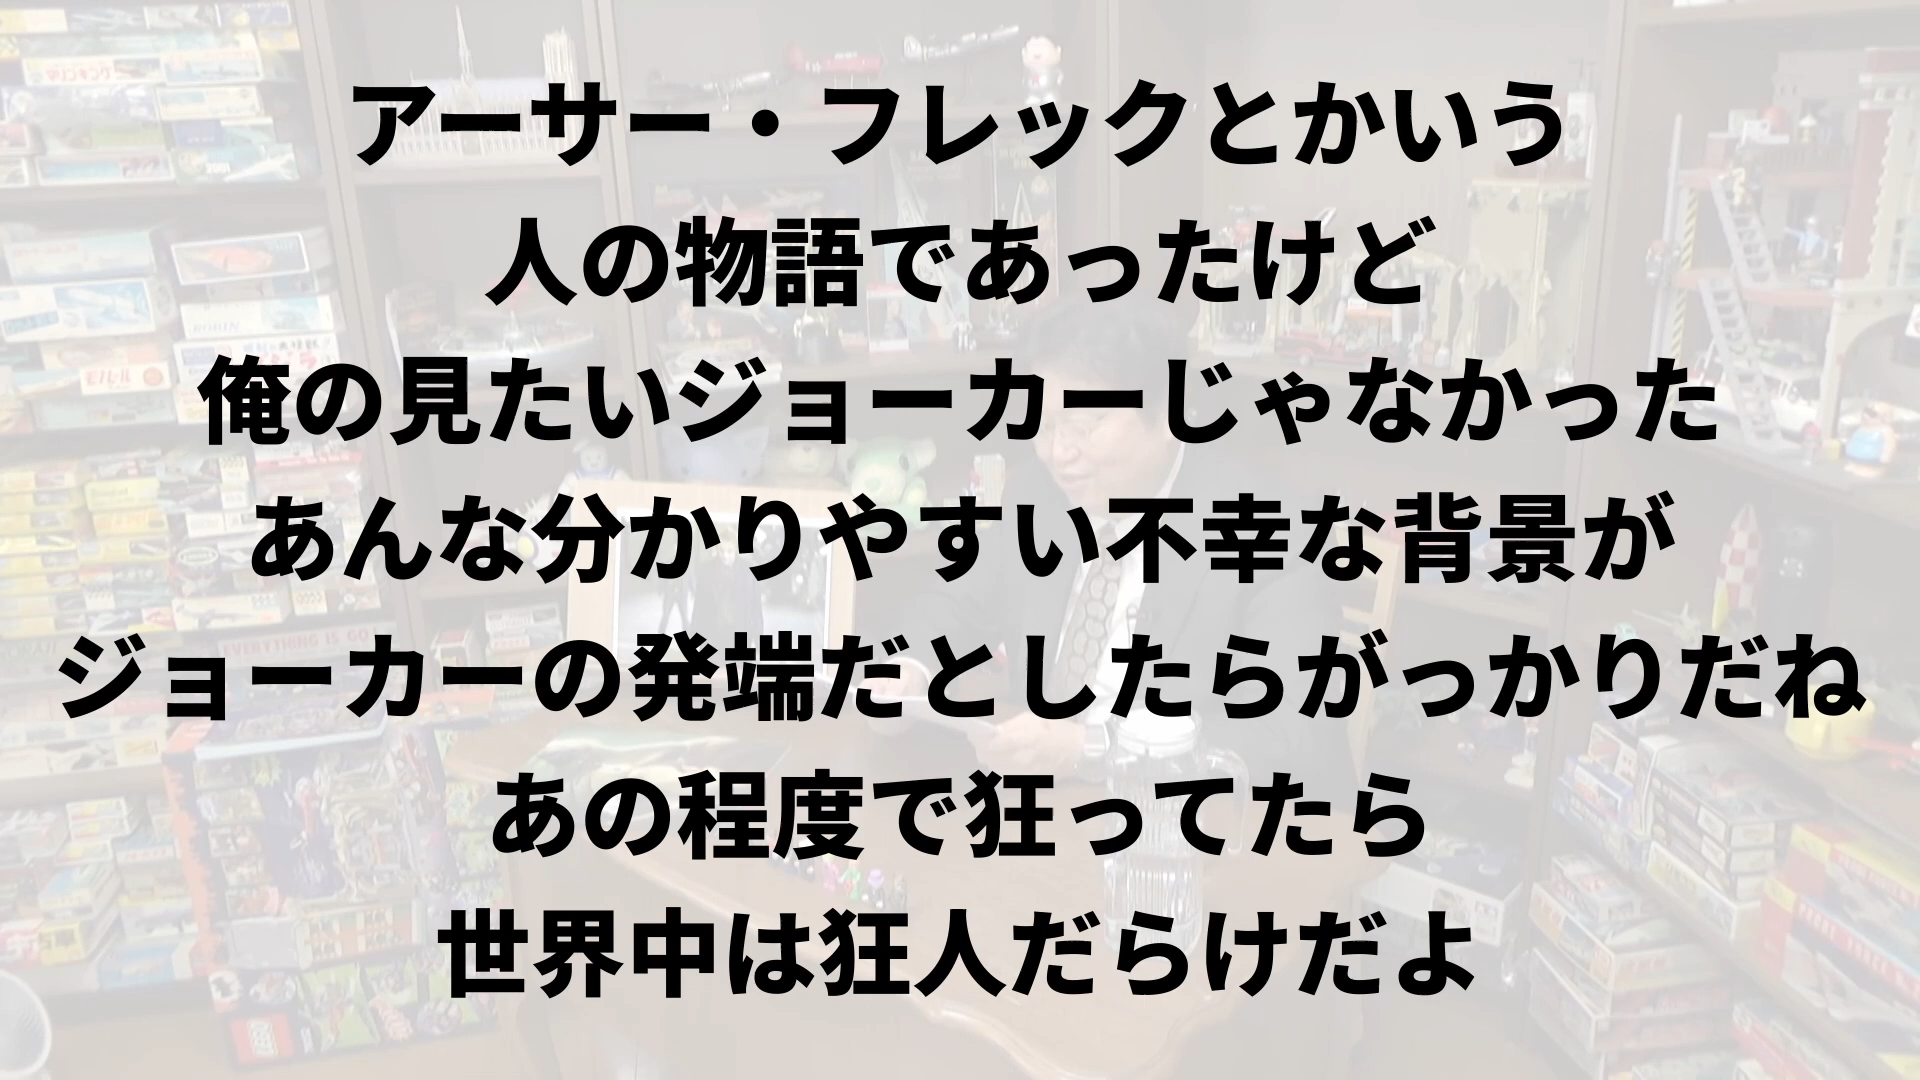 アーサー・フレックとかいう
人の物語であったけど
俺の見たいジョーカーじゃなかった
あんな分かりやすい不幸な背景が
ジョーカーの発端だとしたらがっかりだね
あの程度で狂ってたら
世界中は狂人だらけだよ
EVERYTHING IS GO